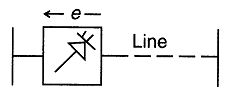 ← e —
Line